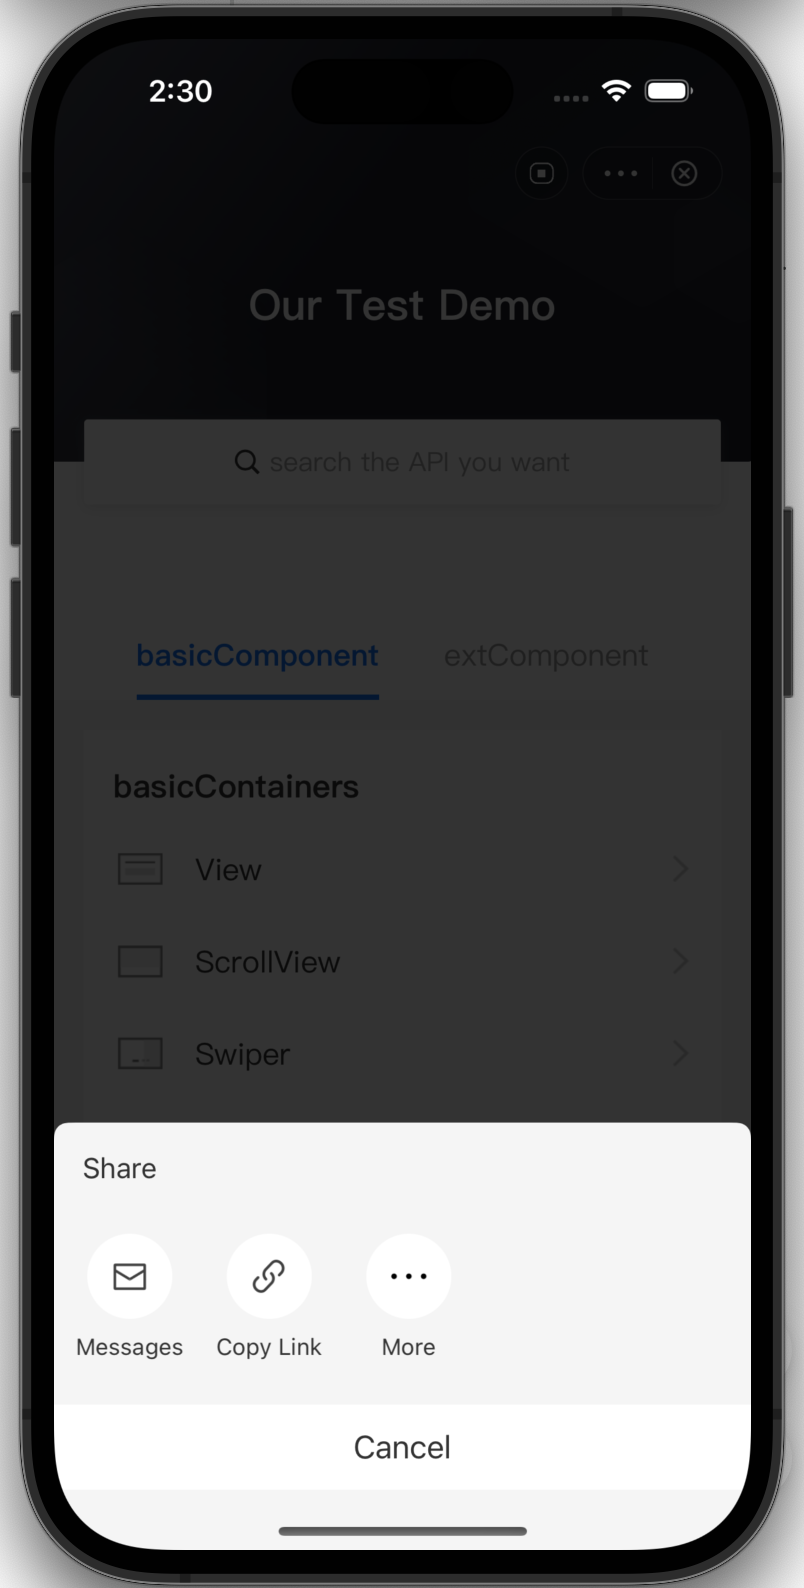 2:30
Our Test Demo
search the API you want
basicComponent extComponent
basicContainers
View
ScrollView
Swiper
Share
Messages Copy Link More
Cancel